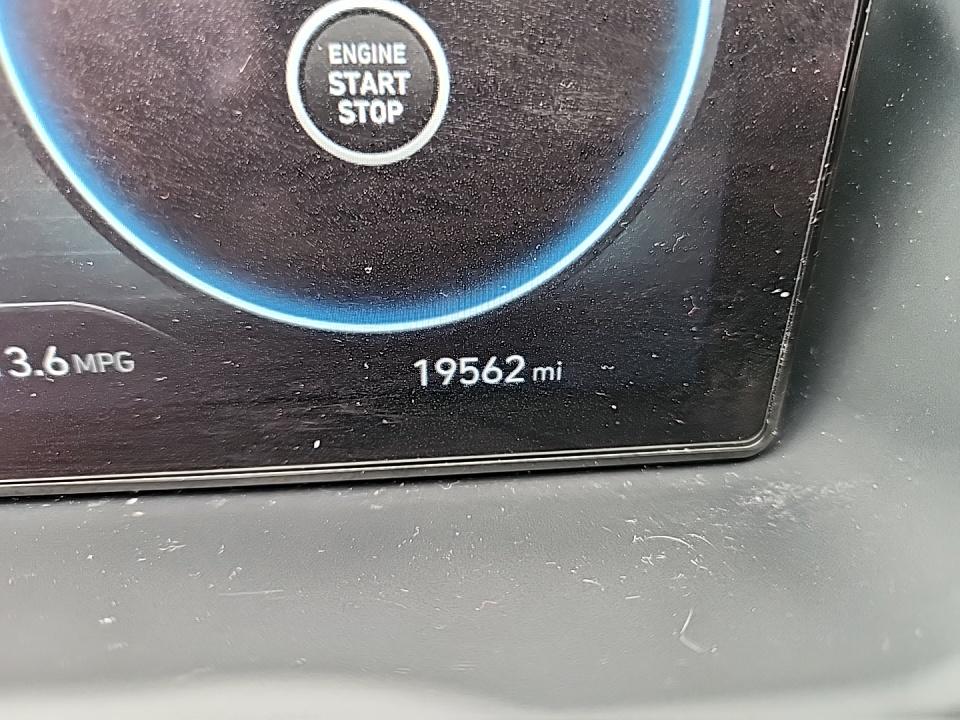 ENGINE
START
STOP
3.6 MPG
19562 mi